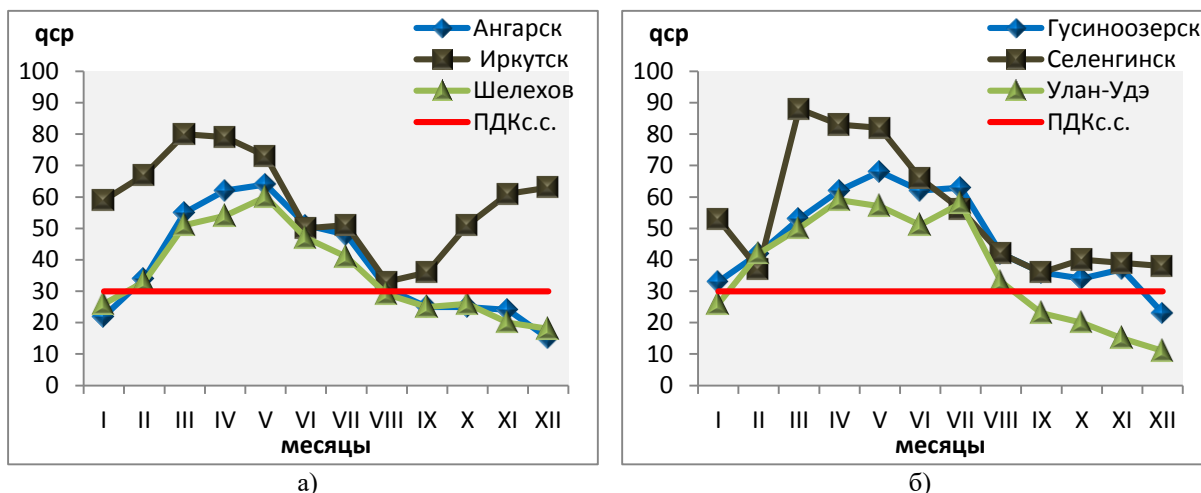 qср
Ангарск
Иркутск
Шелехов
ПДКс.с.
100
90
80
70
60
50
40
30
20
10
0
I II III IV V VI VII VIII IX X XI XII
месяцы
а)
qср
Гусиноозерск
Селенгинск
Улан-Удэ
ПДКс.с.
100
90
80
70
60
50
40
30
20
10
0
I II III IV V VI VII VIII IX X XI XII
месяцы
б)